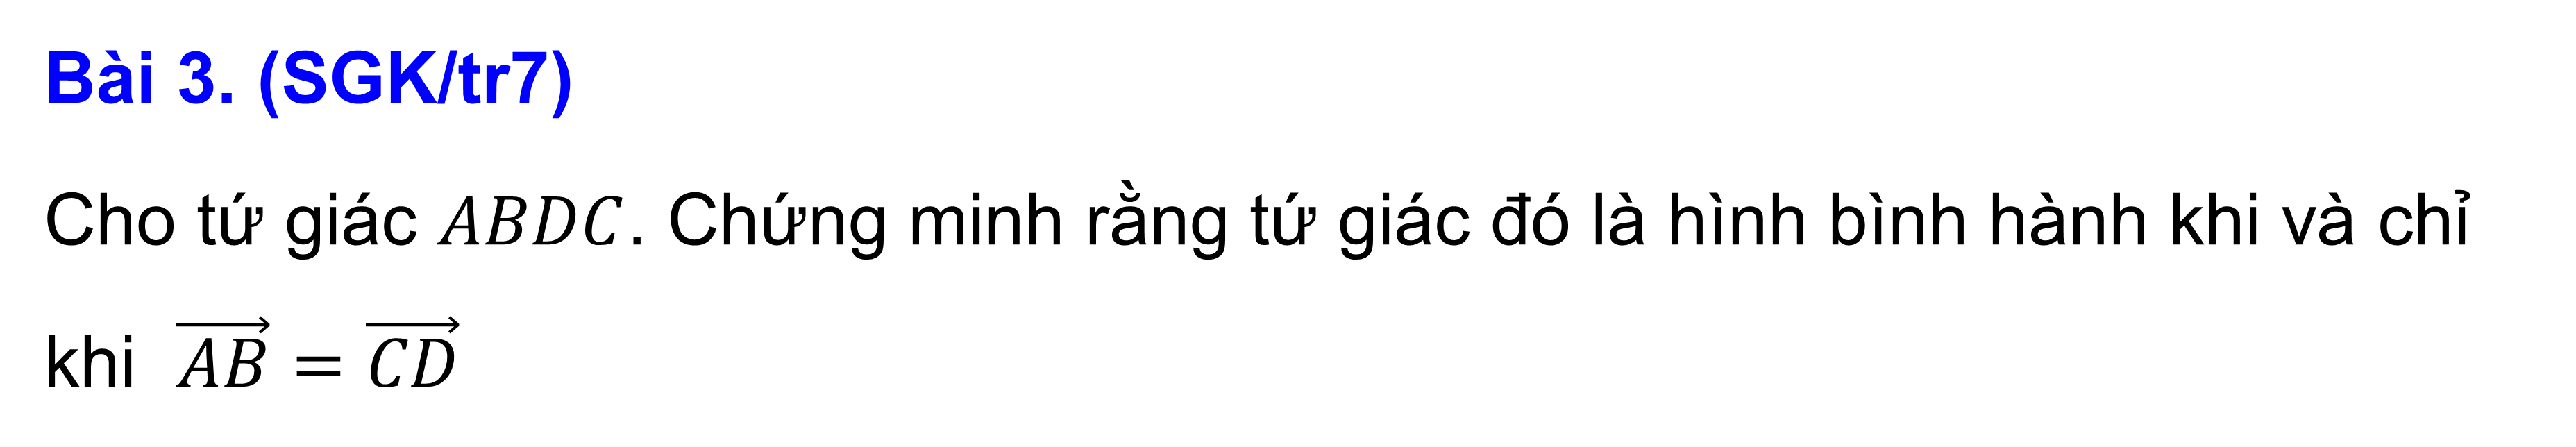 Bài 3. (SGK/tr7)
Cho tứ giác ABDC. Chứng minh rằng tứ giác đó là hình bình hành khi và chỉ
khi $\overrightarrow{AB} = \overrightarrow{CD}$